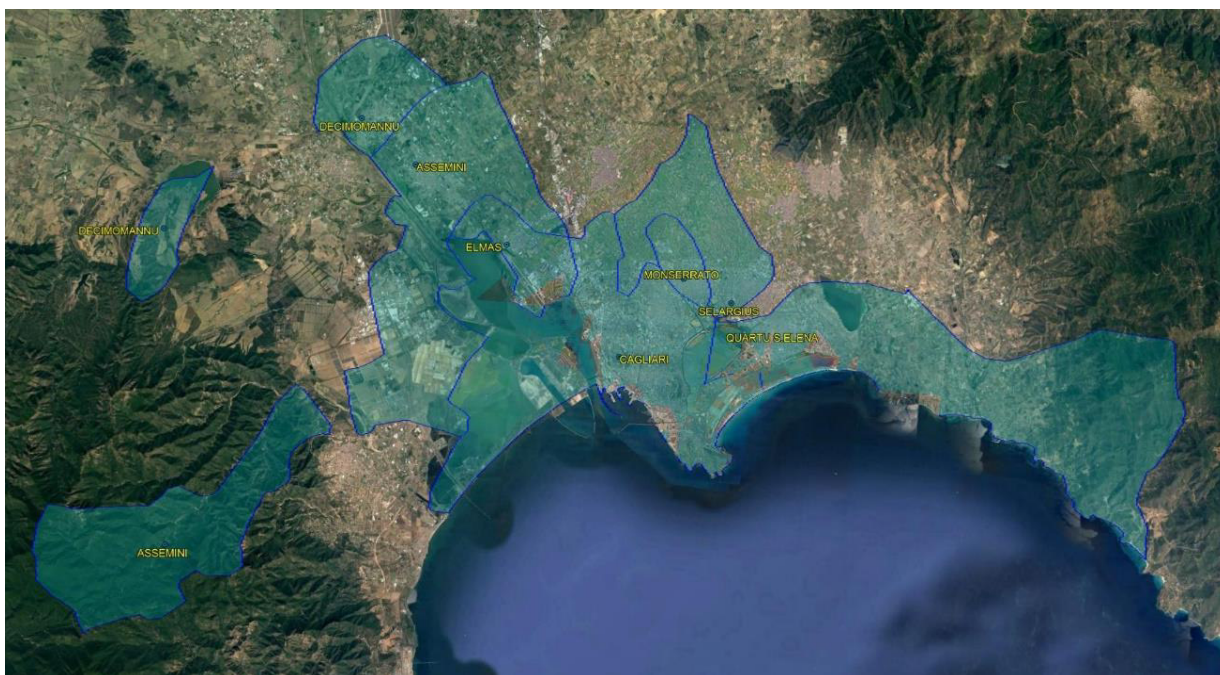 DECIMOMANNU
ASSEMINI
DECIMOMANNU
ELMAS
MONSERRATO
SELARGIUS
QUARTU S.ELENA
CAGLIARI
ASSEMINI